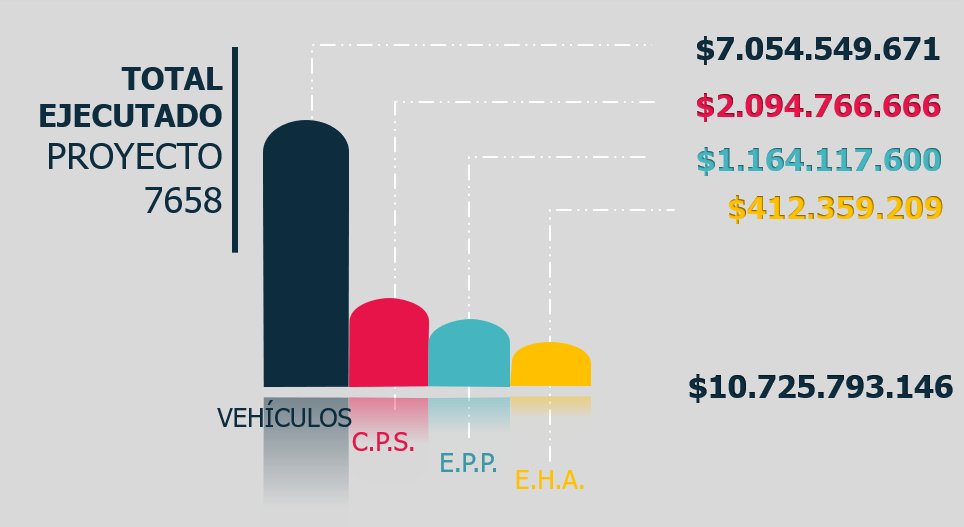 TOTAL
EJECUTADO
PROYECTO
7658
$7.054.549.671
$2.094.766.666
$1.164.117.600
$412.359.209
$10.725.793.146
VEHÍCULOS
C.P.S.
E.P.P.
E.H.A.